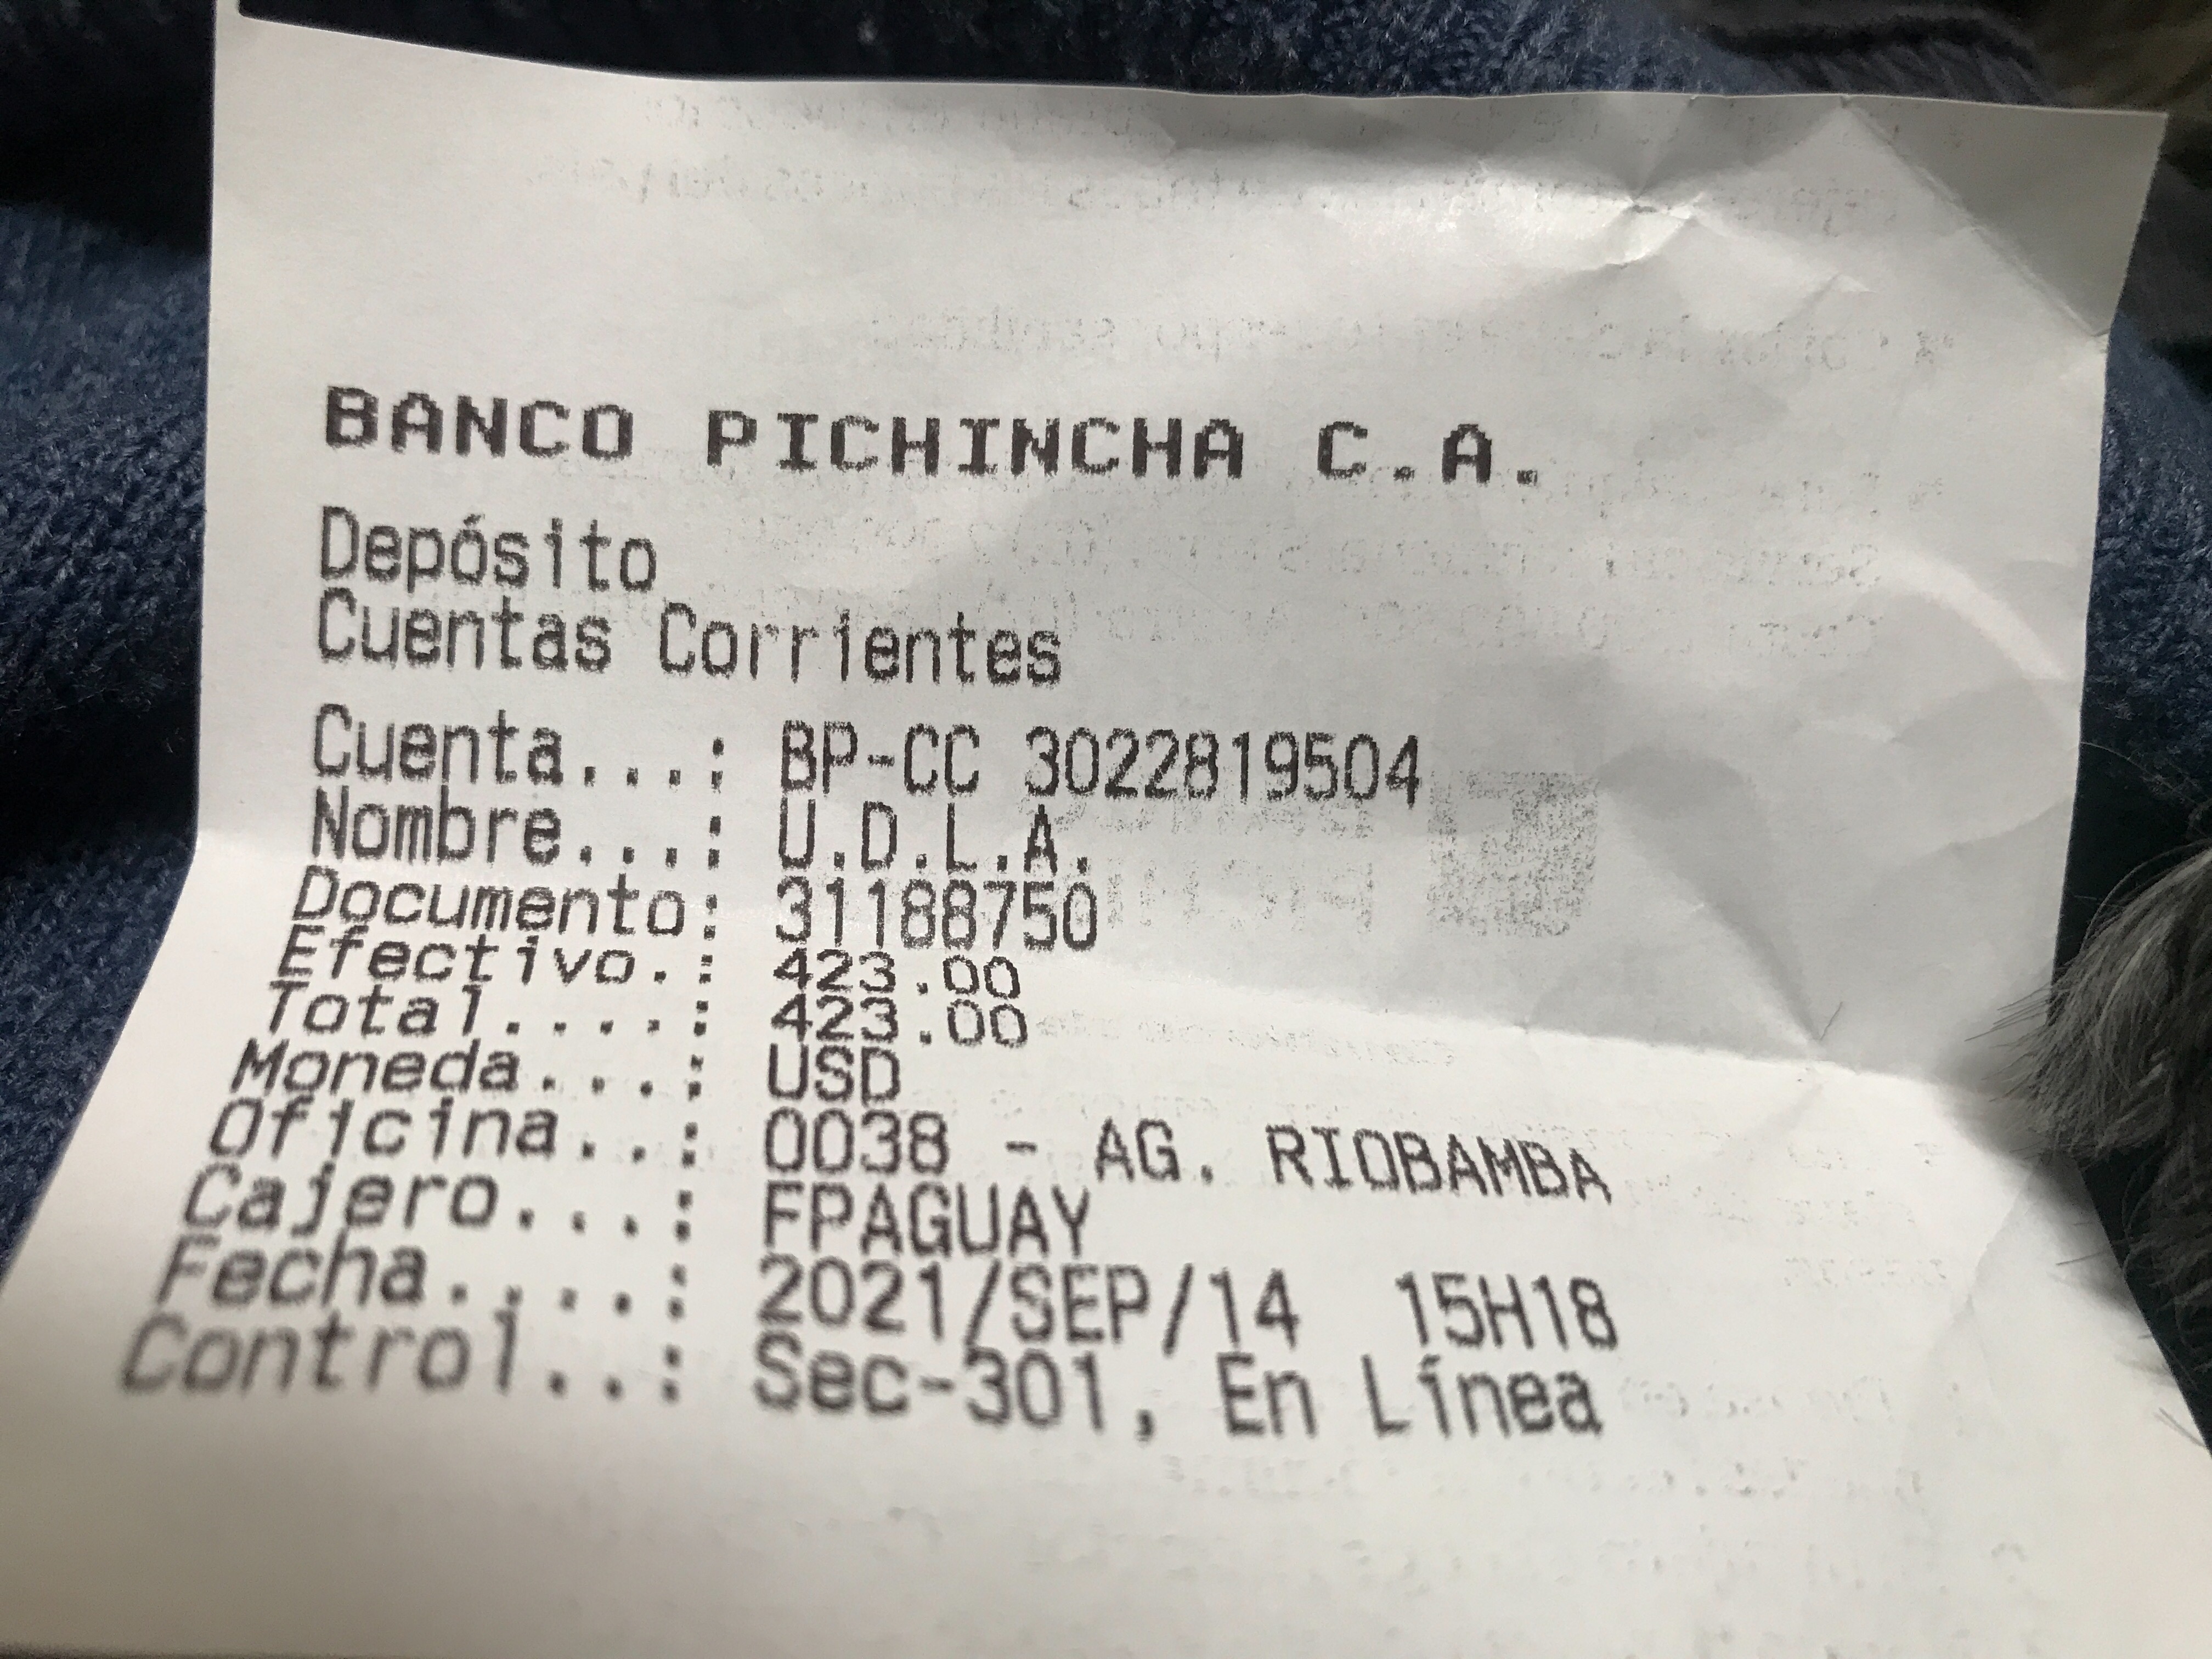 BANCO PICHINCHA C.A.
Depósito
Cuentas Corrientes
Cuenta...: BP-CC 3022819504
Nombre...: U.D.L.A.
Documento: 31188750
Efectivo.: 423.00
Total....: 423.00
Moneda...: USD
Oficina..: 0038 - AG. RIOBAMBA
Cajero...: FPAGUAY
Fecha....: 2021/SEP/14 15H18
Control..: Sec-301, En Línea